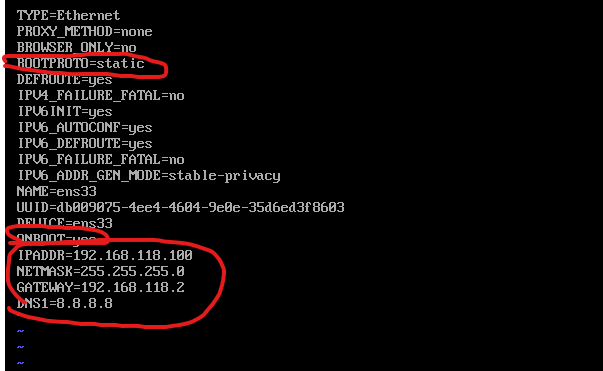 TYPE=Ethernet
PROXY_METHOD=none
BROWSER_ONLY=no
BOOTPROTO=static
DEFROUTE=yes
IPV4_FAILURE_FATAL=no
IPV6INIT=yes
IPV6_AUTOCONF=yes
IPV6_DEFROUTE=yes
IPV6_FAILURE_FATAL=no
IPV6_ADDR_GEN_MODE=stable-privacy
NAME=ens33
UUID=db009075-4ee4-4604-9e0e-35d6ed3f8603
DEVICE=ens33
ONBOOT=yes
IPADDR=192.168.118.100
NETMASK=255.255.255.0
GATEWAY=192.168.118.2
DNS1=8.8.8.8
~
~
~